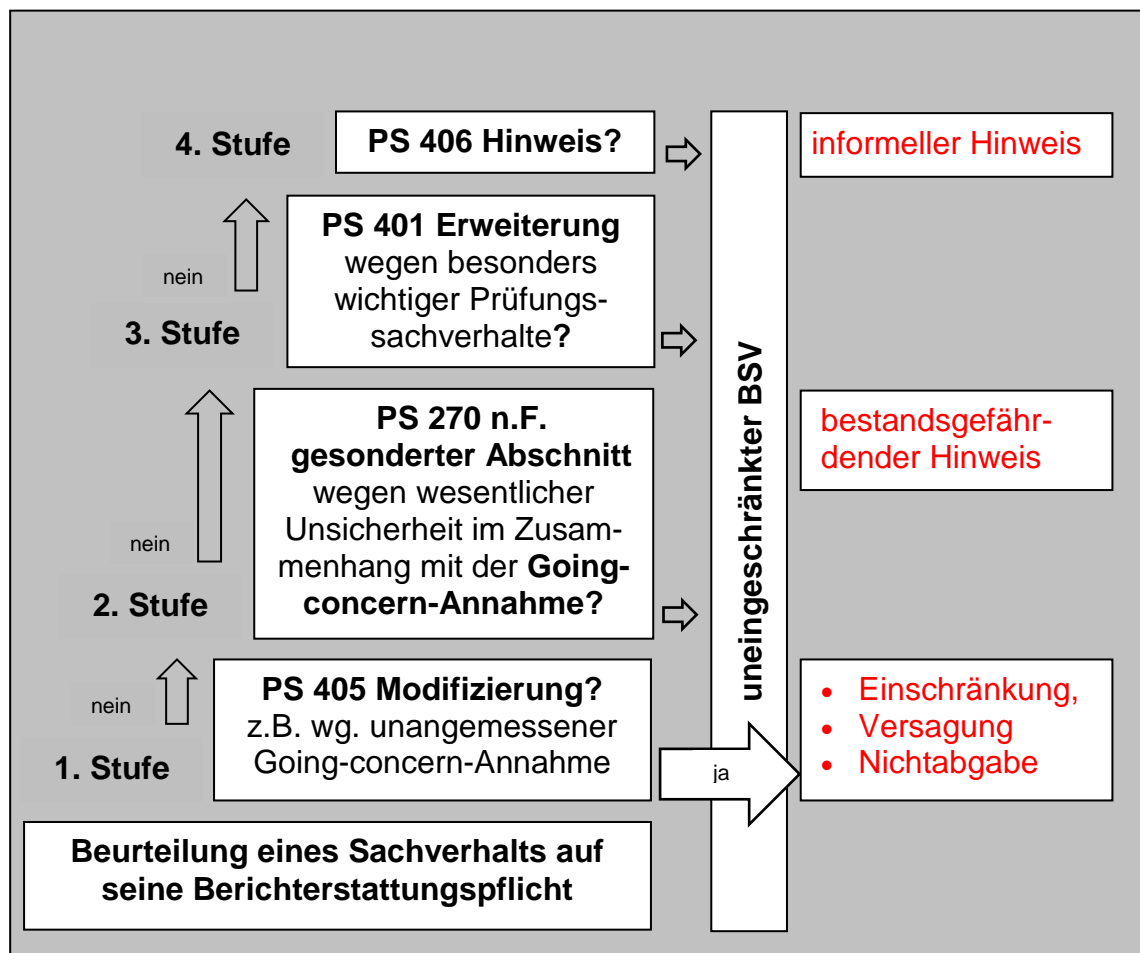 4. Stufe
PS 406 Hinweis?
informeller Hinweis
nein
PS 401 Erweiterung
wegen besonders
wichtiger Prüfungs-
sachverhalte?
3. Stufe
uneingeschränkter BSV
nein
PS 270 n.F.
gesonderter Abschnitt
wegen wesentlicher
Unsicherheit im Zusam-
menhang mit der Going-
concern-Annahme?
bestandsgefähr-
dender Hinweis
2. Stufe
nein
PS 405 Modifizierung?
z.B. wg. unangemessener
Going-concern-Annahme
1. Stufe
ja
• Einschränkung,
• Versagung
• Nichtabgabe
Beurteilung eines Sachverhalts auf
seine Berichterstattungspflicht